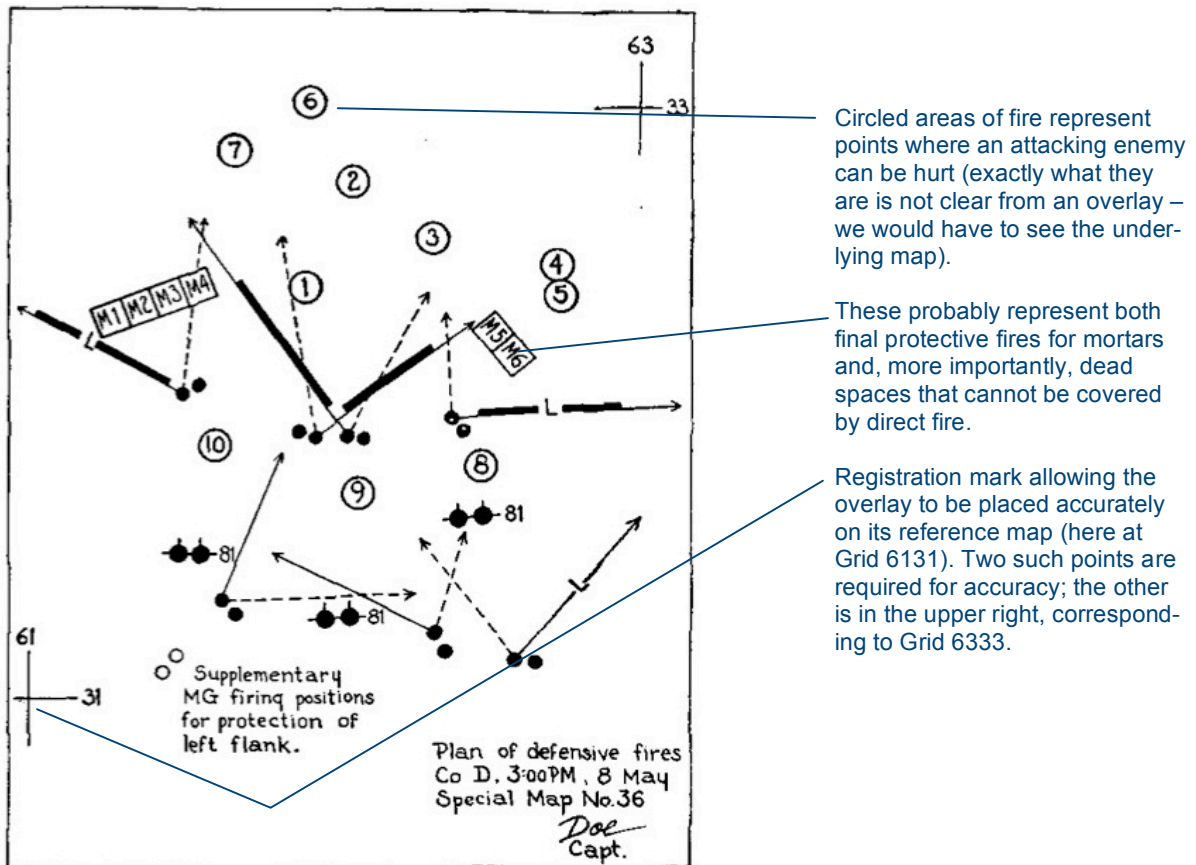 63
33
6
7
2
3
4
5
1
M1 M2 M3 M4
M5 M6
L
L
10
8
9
81
81
81
L
61
31
Supplementary
MG firing positions
for protection of
left flank.
Plan of defensive fires
Co D, 3:00PM, 8 May
Special Map No.36
Doe
Capt.
Circled areas of fire represent
points where an attacking enemy
can be hurt (exactly what they
are is not clear from an overlay –
we would have to see the under-
lying map).
These probably represent both
final protective fires for mortars
and, more importantly, dead
spaces that cannot be covered
by direct fire.
Registration mark allowing the
overlay to be placed accurately
on its reference map (here at
Grid 6131). Two such points are
required for accuracy; the other
is in the upper right, correspond-
ing to Grid 6333.